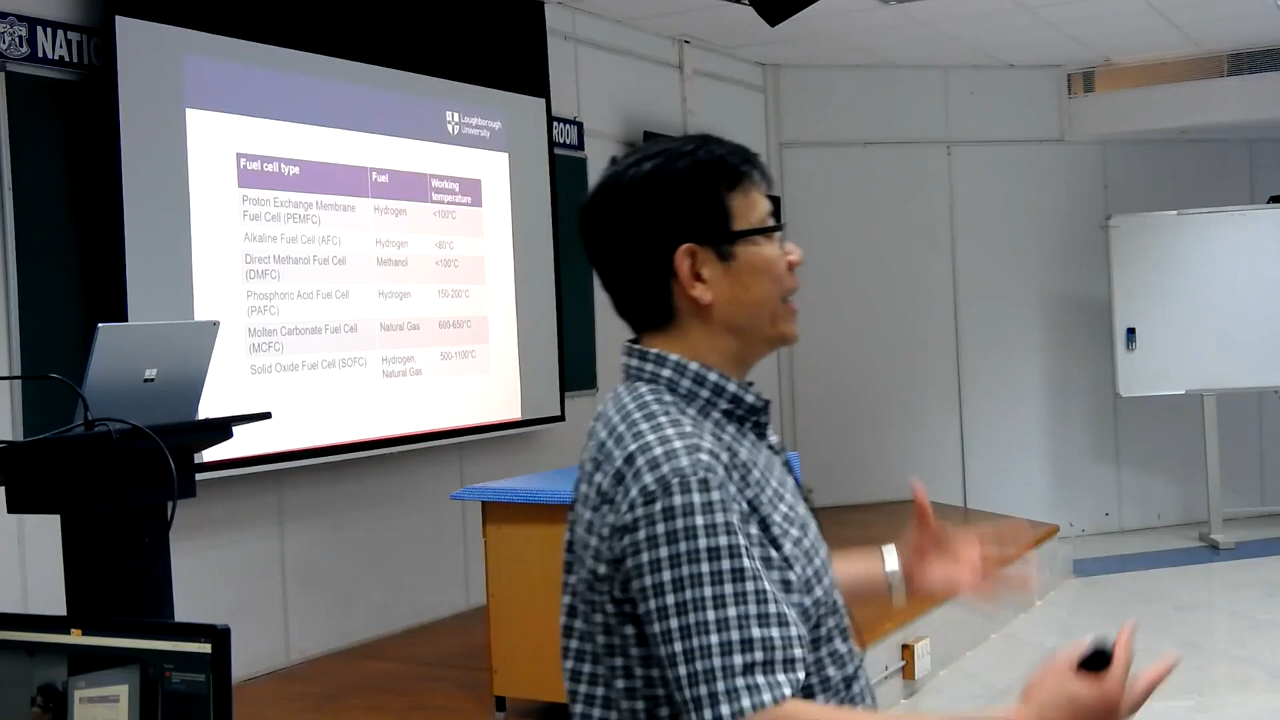 NATIO
ROOM
Loughborough
University
Fuel cell type
Fuel
Working
temperature
Proton Exchange Membrane
Fuel Cell (PEMFC)
Hydrogen
<100°C
Alkaline Fuel Cell (AFC)
Hydrogen
<80°C
Direct Methanol Fuel Cell
(DMFC)
Methanol
<100°C
Phosphoric Acid Fuel Cell
(PAFC)
Hydrogen
150-200°C
Molten Carbonate Fuel Cell
(MCFC)
Natural Gas
600-650°C
Solid Oxide Fuel Cell (SOFC)
Hydrogen,
Natural Gas
500-1100°C